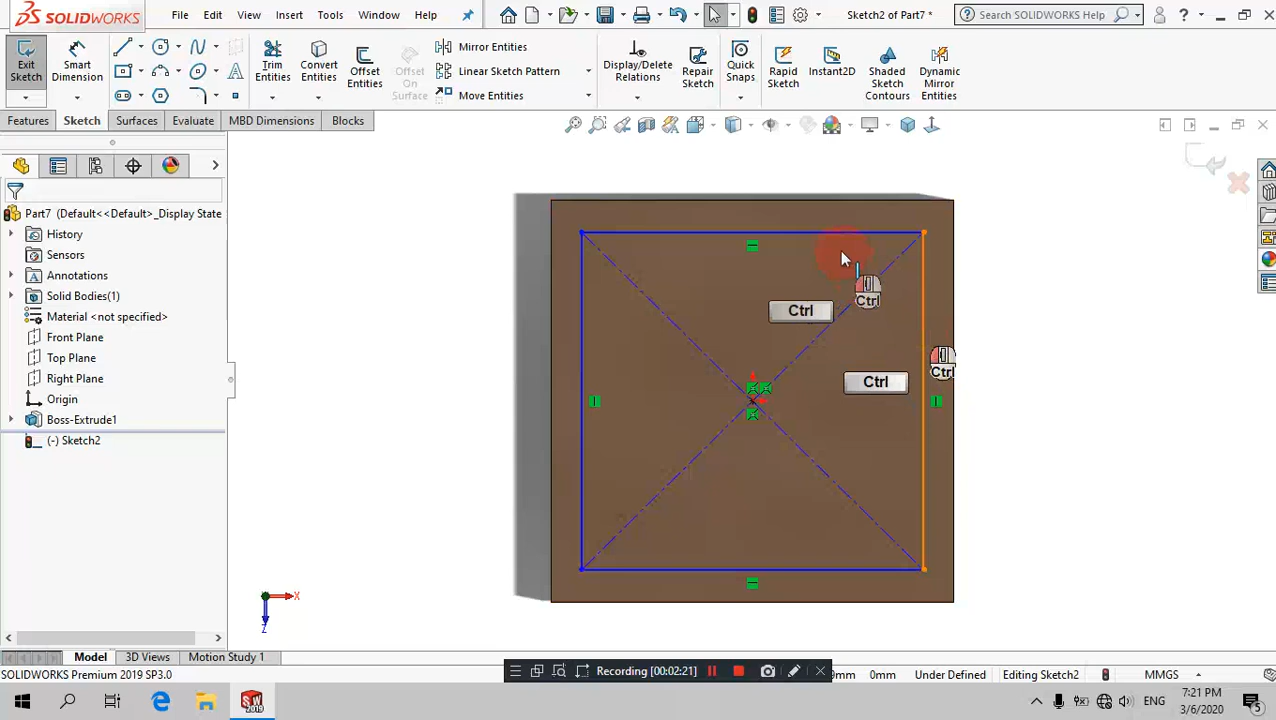 SOLIDWORKS File Edit View Insert Tools Window Help Sketch2 of Part7 * Search SOLIDWORKS Help ?
Exit Sketch
Smart Dimension
Trim Entities
Convert Entities
Offset Entities
Offset On Surface
Mirror Entities
Linear Sketch Pattern
Move Entities
Display/Delete Relations
Repair Sketch
Quick Snaps
Rapid Sketch
Instant2D
Shaded Sketch Contours
Dynamic Mirror Entities
Features Sketch Surfaces Evaluate MBD Dimensions Blocks
Part7 (Default<<Default>_Display State
History
Sensors
Annotations
Solid Bodies(1)
Material <not specified>
Front Plane
Top Plane
Right Plane
Origin
Boss-Extrude1
(-) Sketch2
Ctrl
Ctrl
Ctrl
Ctrl
X
Z
Model 3D Views Motion Study 1
SOLIDWORKS Premium 2019 SP3.0
Recording [00:02:21]
mm 0mm Under Defined Editing Sketch2 MMGS
SW 2019
ENG
7:21 PM
3/6/2020
5